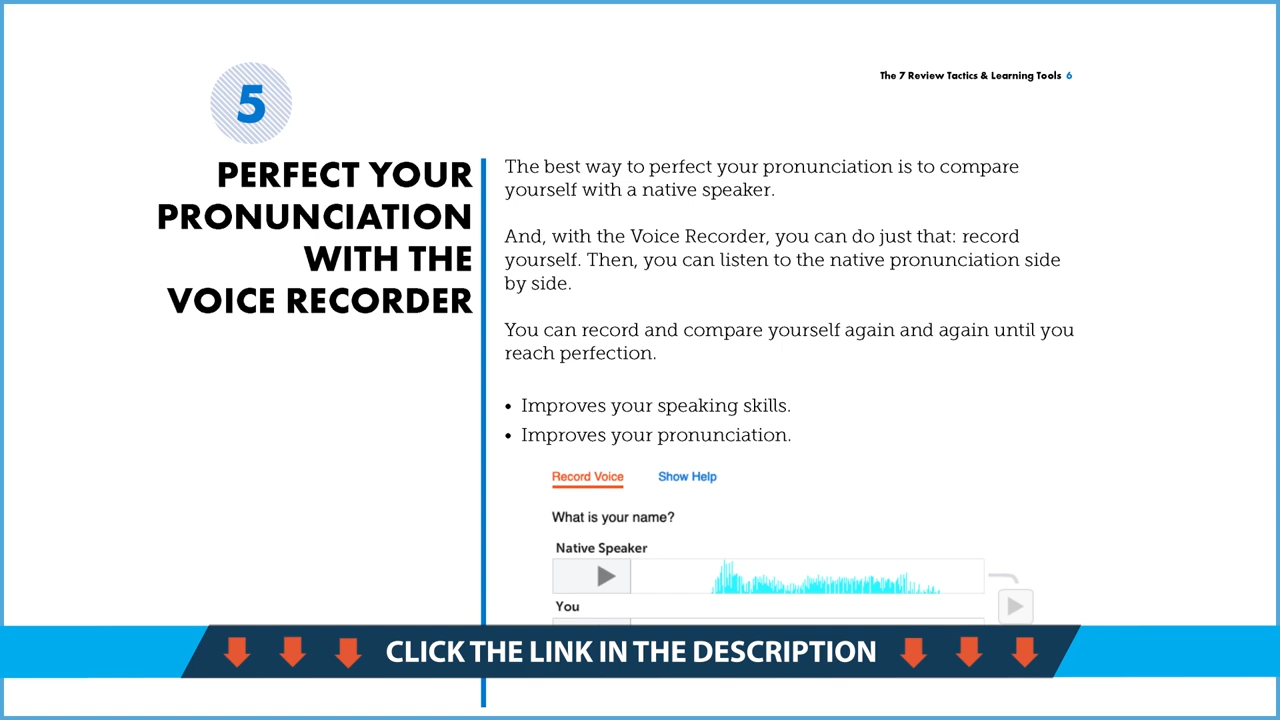 The 7 Review Tactics & Learning Tools 6
5
PERFECT YOUR
PRONUNCIATION
WITH THE
VOICE RECORDER
The best way to perfect your pronunciation is to compare
yourself with a native speaker.
And, with the Voice Recorder, you can do just that: record
yourself. Then, you can listen to the native pronunciation side
by side.
You can record and compare yourself again and again until you
reach perfection.
• Improves your speaking skills.
• Improves your pronunciation.
Record Voice Show Help
What is your name?
Native Speaker
You
CLICK THE LINK IN THE DESCRIPTION